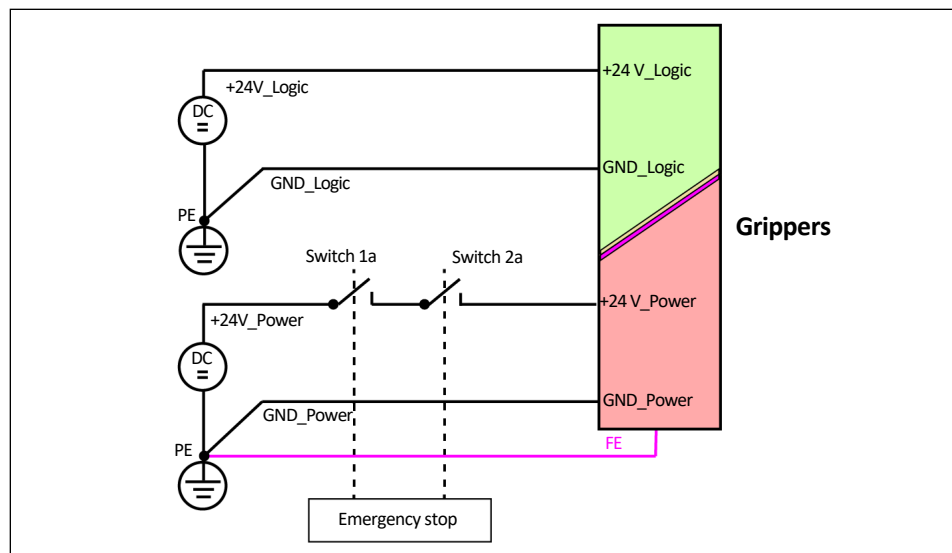 +24 V_Logic
+24V_Logic
DC
=
GND_Logic
GND_Logic
PE
Grippers
Switch 1a
Switch 2a
+24 V_Power
+24V_Power
DC
=
GND_Power
GND_Power
FE
PE
Emergency stop